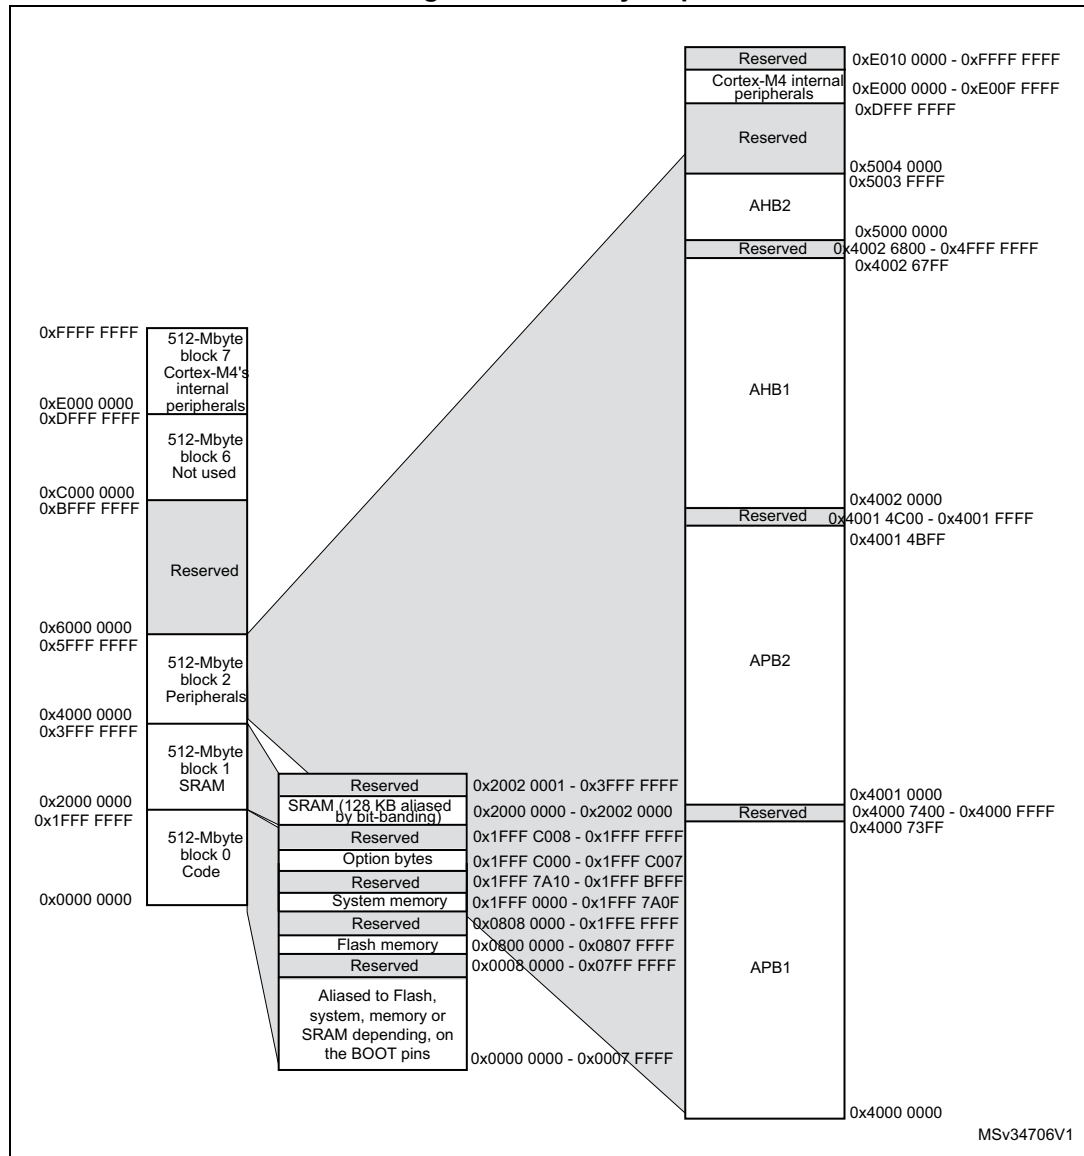 0xFFFF FFFF
512-Mbyte
block 7
Cortex-M4's
internal
peripherals
0xE000 0000
0xDFFF FFFF
512-Mbyte
block 6
Not used
0xC000 0000
0xBFFF FFFF
Reserved
0x6000 0000
0x5FFF FFFF
512-Mbyte
block 2
Peripherals
0x4000 0000
0x3FFF FFFF
512-Mbyte
block 1
SRAM
0x2000 0000
0x1FFF FFFF
512-Mbyte
block 0
Code
0x0000 0000
Reserved 0x2002 0001 - 0x3FFF FFFF
SRAM (128 KB aliased
by bit-banding) 0x2000 0000 - 0x2002 0000
Reserved 0x1FFF C008 - 0x1FFF FFFF
Option bytes 0x1FFF C000 - 0x1FFF C007
Reserved 0x1FFF 7A10 - 0x1FFF BFFF
System memory 0x1FFF 0000 - 0x1FFF 7A0F
Reserved 0x0808 0000 - 0x1FFE FFFF
Flash memory 0x0800 0000 - 0x0807 FFFF
Reserved 0x0008 0000 - 0x07FF FFFF
Aliased to Flash,
system, memory or
SRAM depending, on
the BOOT pins
0x0000 0000 - 0x0007 FFFF
Reserved 0xE010 0000 - 0xFFFF FFFF
Cortex-M4 internal
peripherals 0xE000 0000 - 0xE00F FFFF
0xDFFF FFFF
Reserved
0x5004 0000
0x5003 FFFF
AHB2
0x5000 0000
Reserved 0x4002 6800 - 0x4FFF FFFF
0x4002 67FF
AHB1
0x4002 0000
Reserved 0x4001 4C00 - 0x4001 FFFF
0x4001 4BFF
APB2
0x4001 0000
Reserved 0x4000 7400 - 0x4000 FFFF
0x4000 73FF
APB1
0x4000 0000
MSv34706V1